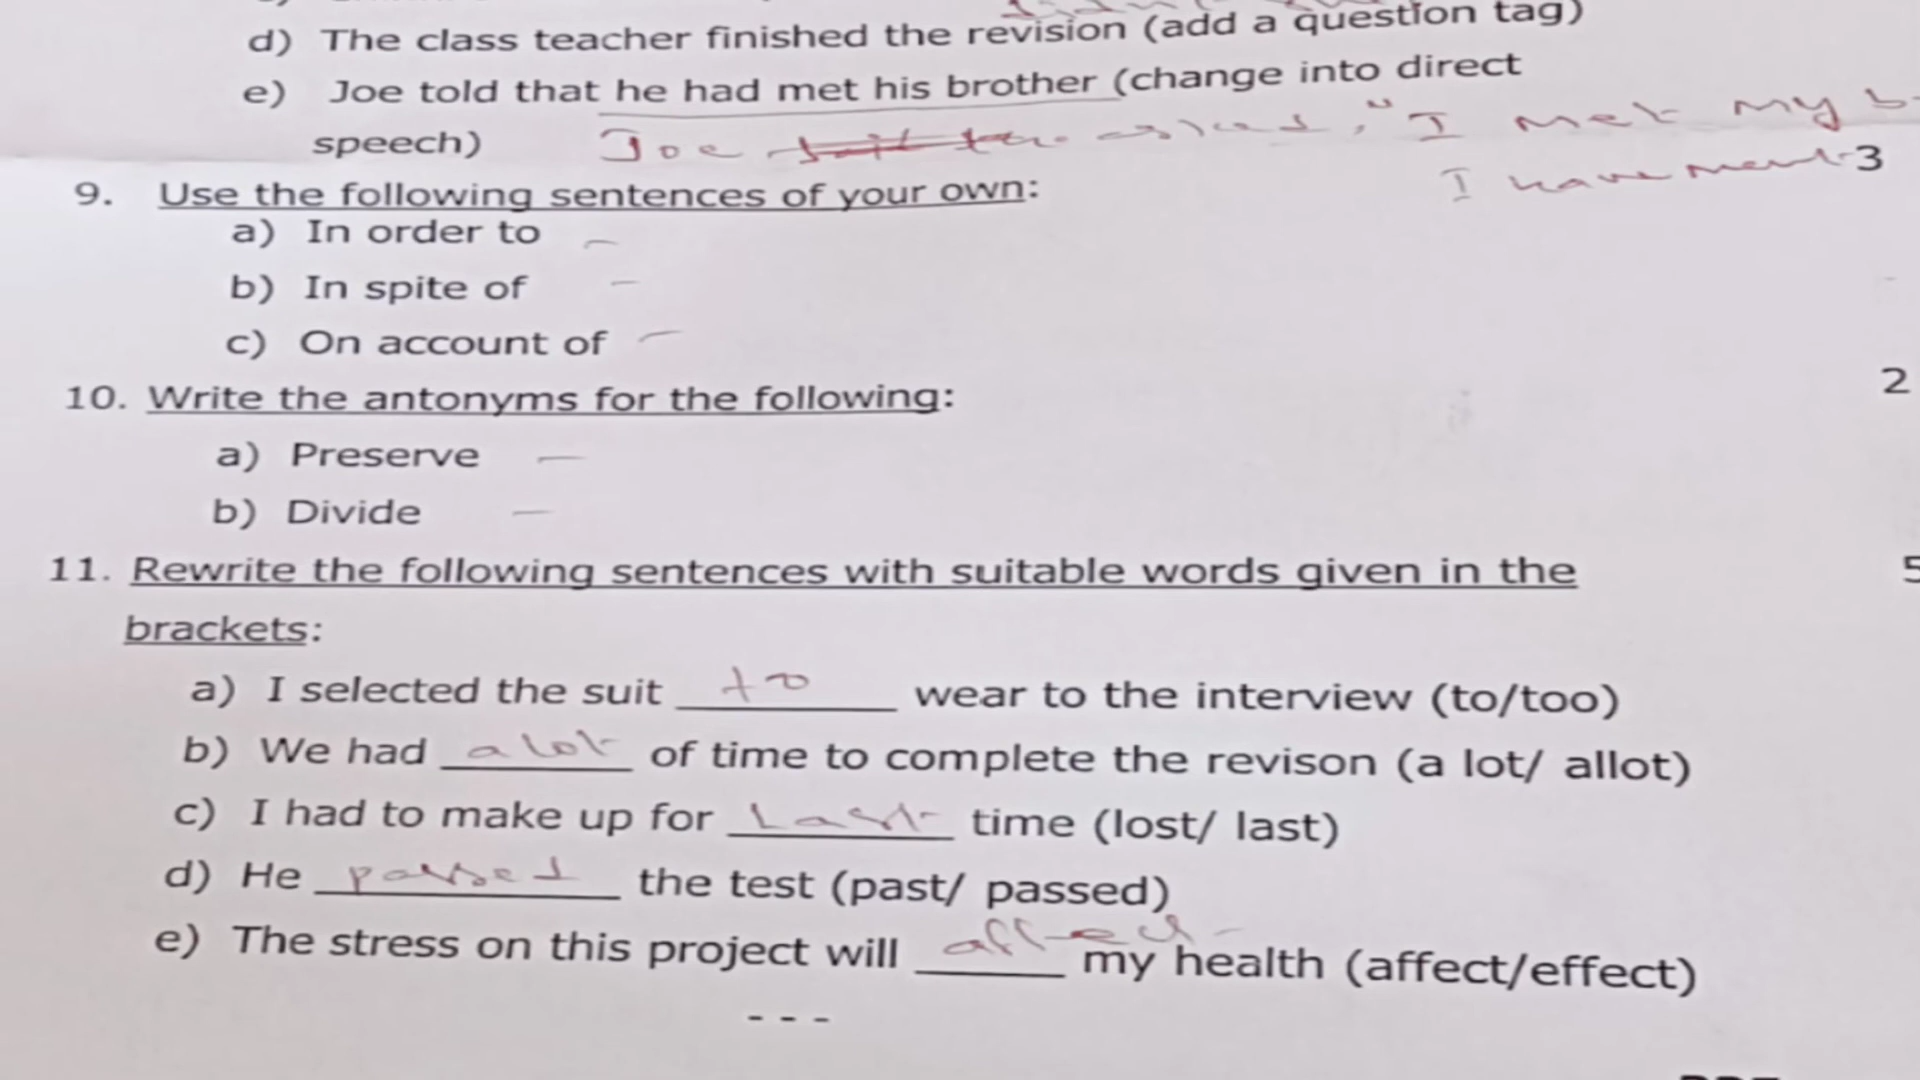 d) The class teacher finished the revision (add a question tag)
e) Joe told that he had met his brother (change into direct
speech) Joe asked, "I met my
I have 3
9. Use the following sentences of your own:
a) In order to
b) In spite of
c) On account of
10. Write the antonyms for the following: 2
a) Preserve
b) Divide
11. Rewrite the following sentences with suitable words given in the 5
brackets:
a) I selected the suit to wear to the interview (to/too)
b) We had a lot of time to complete the revison (a lot/ allot)
c) I had to make up for Last time (lost/ last)
d) He passed the test (past/ passed)
e) The stress on this project will affect my health (affect/effect)
- - -